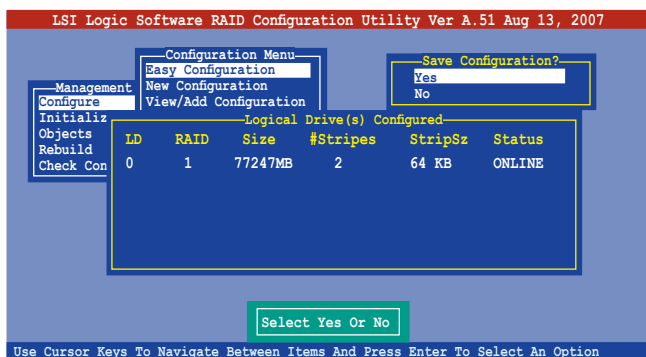 LSI Logic Software RAID Configuration Utility Ver A.51 Aug 13, 2007
Configuration Menu
Easy Configuration
New Configuration
View/Add Configuration
Save Configuration?
Yes
No
Management
Configure
Initializ
Objects
Rebuild
Check Con
Logical Drive(s) Configured
LD RAID Size #Stripes StripSz Status
0 1 77247MB 2 64 KB ONLINE
Select Yes Or No
Use Cursor Keys To Navigate Between Items And Press Enter To Select An Option